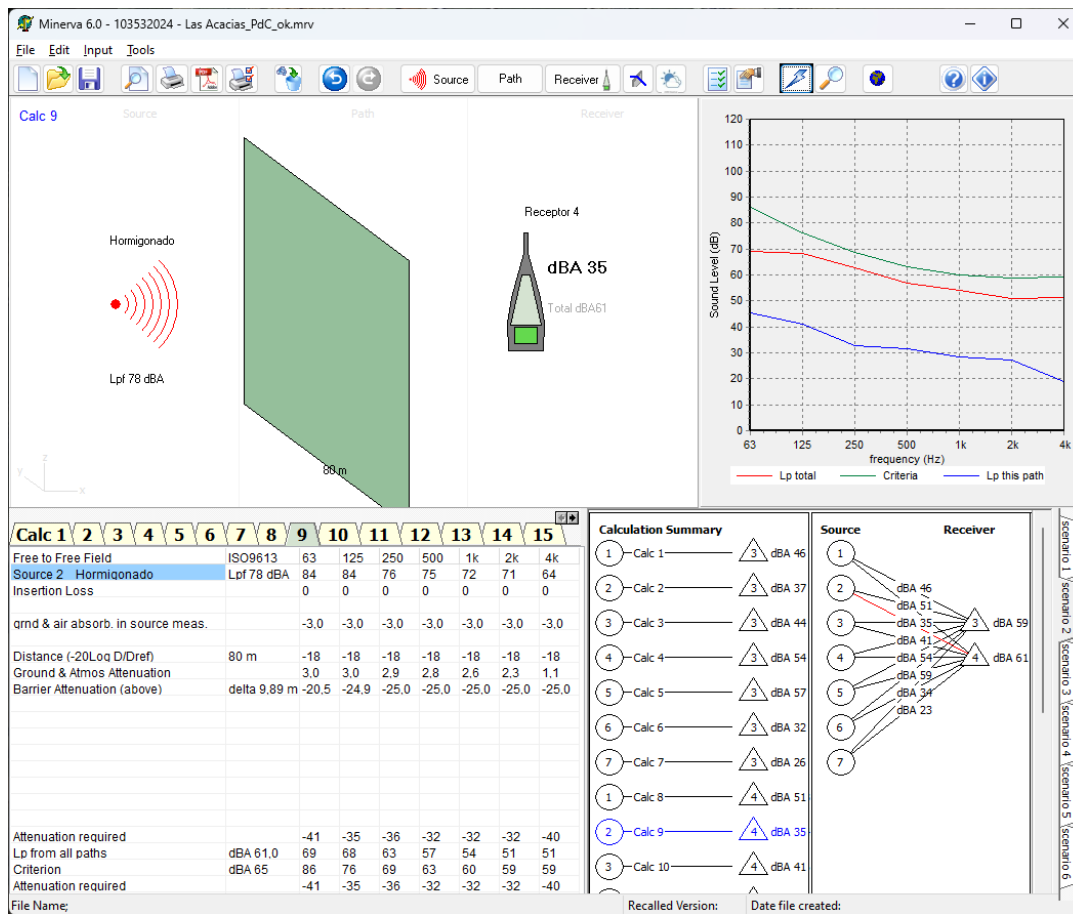 Minerva 6.0 - 103532024 - Las Acacias_PdC_ok.mrv
File Edit Input Tools
Source Path Receiver
Calc 9 Source Path Receiver
Receptor 4
Hormigonado
dBA 35
Total dBA61
Lpf 78 dBA
80 m
y z x
Sound Level (dB)
120
110
100
90
80
70
60
50
40
30
20
10
0
63 125 250 500 1k 2k 4k
frequency (Hz)
Lp total Criteria Lp this path
Calc 1 2 3 4 5 6 7 8 9 10 11 12 13 14 15
Free to Free Field ISO9613 63 125 250 500 1k 2k 4k
Source 2 Hormigonado Lpf 78 dBA 84 84 76 75 72 71 64
Insertion Loss 0 0 0 0 0 0 0
grnd & air absorb. in source meas. -3,0 -3,0 -3,0 -3,0 -3,0 -3,0 -3,0
Distance (-20Log D/Dref) 80 m -18 -18 -18 -18 -18 -18 -18
Ground & Atmos Attenuation 3,0 3,0 2,9 2,8 2,6 2,3 1,1
Barrier Attenuation (above) delta 9,89 m -20,5 -24,9 -25,0 -25,0 -25,0 -25,0 -25,0
Attenuation required -41 -35 -36 -32 -32 -32 -40
Lp from all paths dBA 61,0 69 68 63 57 54 51 51
Criterion dBA 65 86 76 69 63 60 59 59
Attenuation required -41 -35 -36 -32 -32 -32 -40
Calculation Summary
1 Calc 1 3 dBA 46
2 Calc 2 3 dBA 37
3 Calc 3 3 dBA 44
4 Calc 4 3 dBA 54
5 Calc 5 3 dBA 57
6 Calc 6 3 dBA 32
7 Calc 7 3 dBA 26
1 Calc 8 4 dBA 51
2 Calc 9 4 dBA 35
3 Calc 10 4 dBA 41
Source Receiver
1
dBA 46
2
dBA 51
3 dBA 35 3 dBA 59
dBA 41
4 dBA 54 4 dBA 61
dBA 59
5 dBA 34
dBA 23
6
7
scenario 1
scenario 2
scenario 3
scenario 4
scenario 5
scenario 6
File Name; Recalled Version: Date file created: